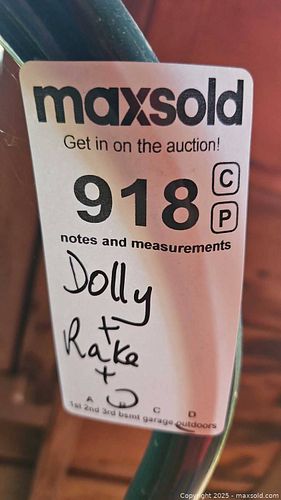 maxsold
Get in on the auction!
918
C
P
notes and measurements
Dolly
+
Rake
+
A B C D
1st 2nd 3rd bsmt garage outdoors
Copyright © 2025 - maxsold.com